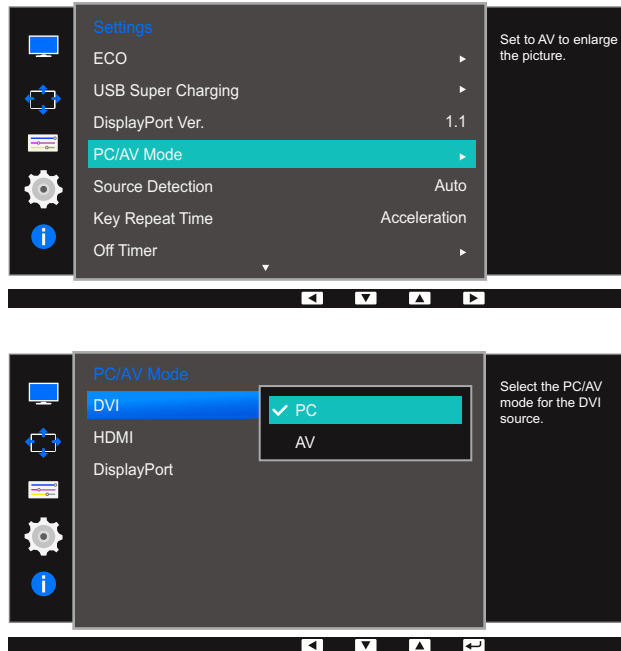 Settings
ECO
USB Super Charging
DisplayPort Ver. 1.1
PC/AV Mode
Source Detection Auto
Key Repeat Time Acceleration
Off Timer
Set to AV to enlarge
the picture.
PC/AV Mode
DVI
HDMI
DisplayPort
PC
AV
Select the PC/AV
mode for the DVI
source.